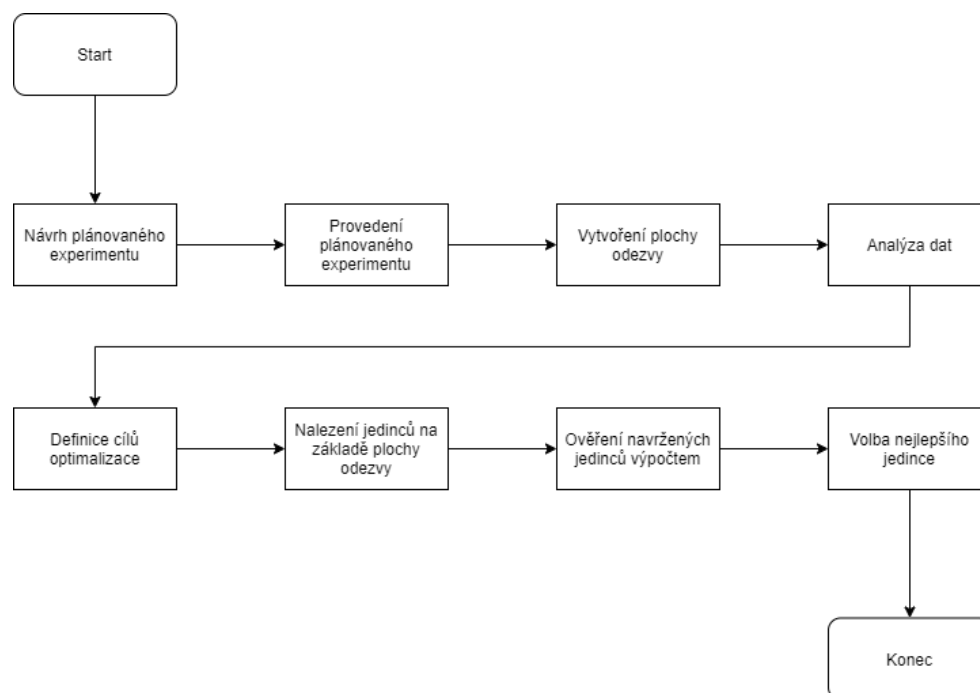 Start
Návrh plánovaného
experimentu
Provedení
plánovaného
experimentu
Vytvoření plochy
odezvy
Analýza dat
Definice cílů
optimalizace
Nalezení jedinců na
základě plochy
odezvy
Ověření navržených
jedinců výpočtem
Volba nejlepšího
jedince
Konec